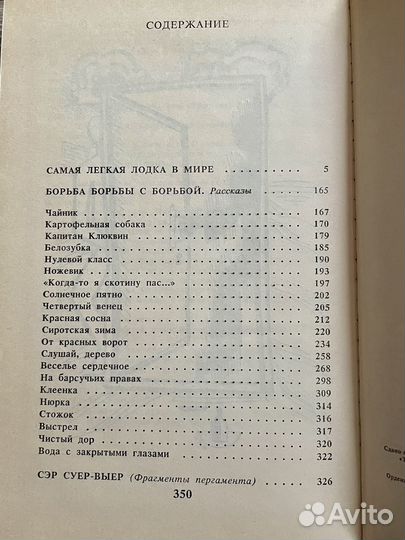 СОДЕРЖАНИЕ
САМАЯ ЛЕГКАЯ ЛОДКА В МИРЕ . . . . . . . . . . 5
БОРЬБА БОРЬБЫ С БОРЬБОЙ. Рассказы . . . . . . 165
Чайник . . . . . . . . . . 167
Картофельная собака . . . . . . . . . . 170
Капитан Клюквин . . . . . . . . . . 179
Белозубка . . . . . . . . . . 185
Нулевой класс . . . . . . . . . . 190
Ножевик . . . . . . . . . . 193
«Когда-то я скотину пас...» . . . . . . . . . . 197
Солнечное пятно . . . . . . . . . . 202
Четвертый венец . . . . . . . . . . 205
Красная сосна . . . . . . . . . . 212
Сиротская зима . . . . . . . . . . 220
От красных ворот . . . . . . . . . . 234
Слушай, дерево . . . . . . . . . . 258
Веселье сердечное . . . . . . . . . . 268
На барсучьих правах . . . . . . . . . . 298
Клеенка . . . . . . . . . . 309
Нюрка . . . . . . . . . . 314
Стожок . . . . . . . . . . 316
Выстрел . . . . . . . . . . 317
Чистый дор . . . . . . . . . . 320
Вода с закрытыми глазами . . . . . . . . . . 322
СЭР СУЕР-ВЫЕР (Фрагменты пергамента) . . . . . 326
350
Avito